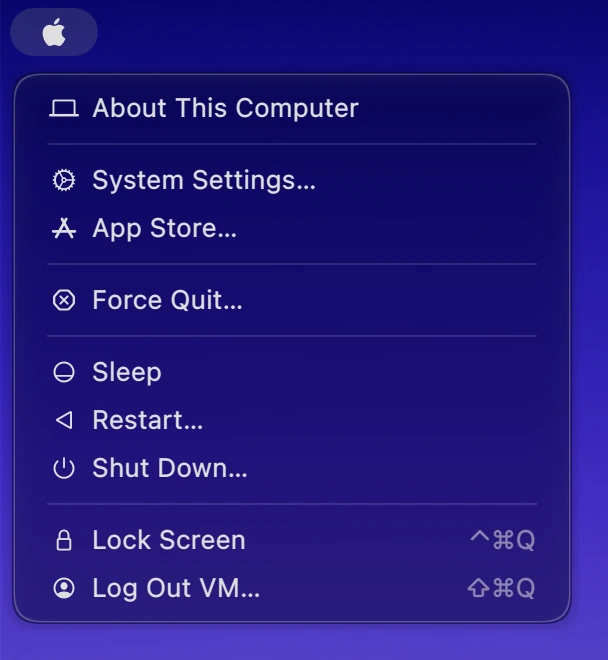 About This Computer
System Settings...
App Store...
Force Quit...
Sleep
Restart...
Shut Down...
Lock Screen ^⌘Q
Log Out VM... ⇧⌘Q